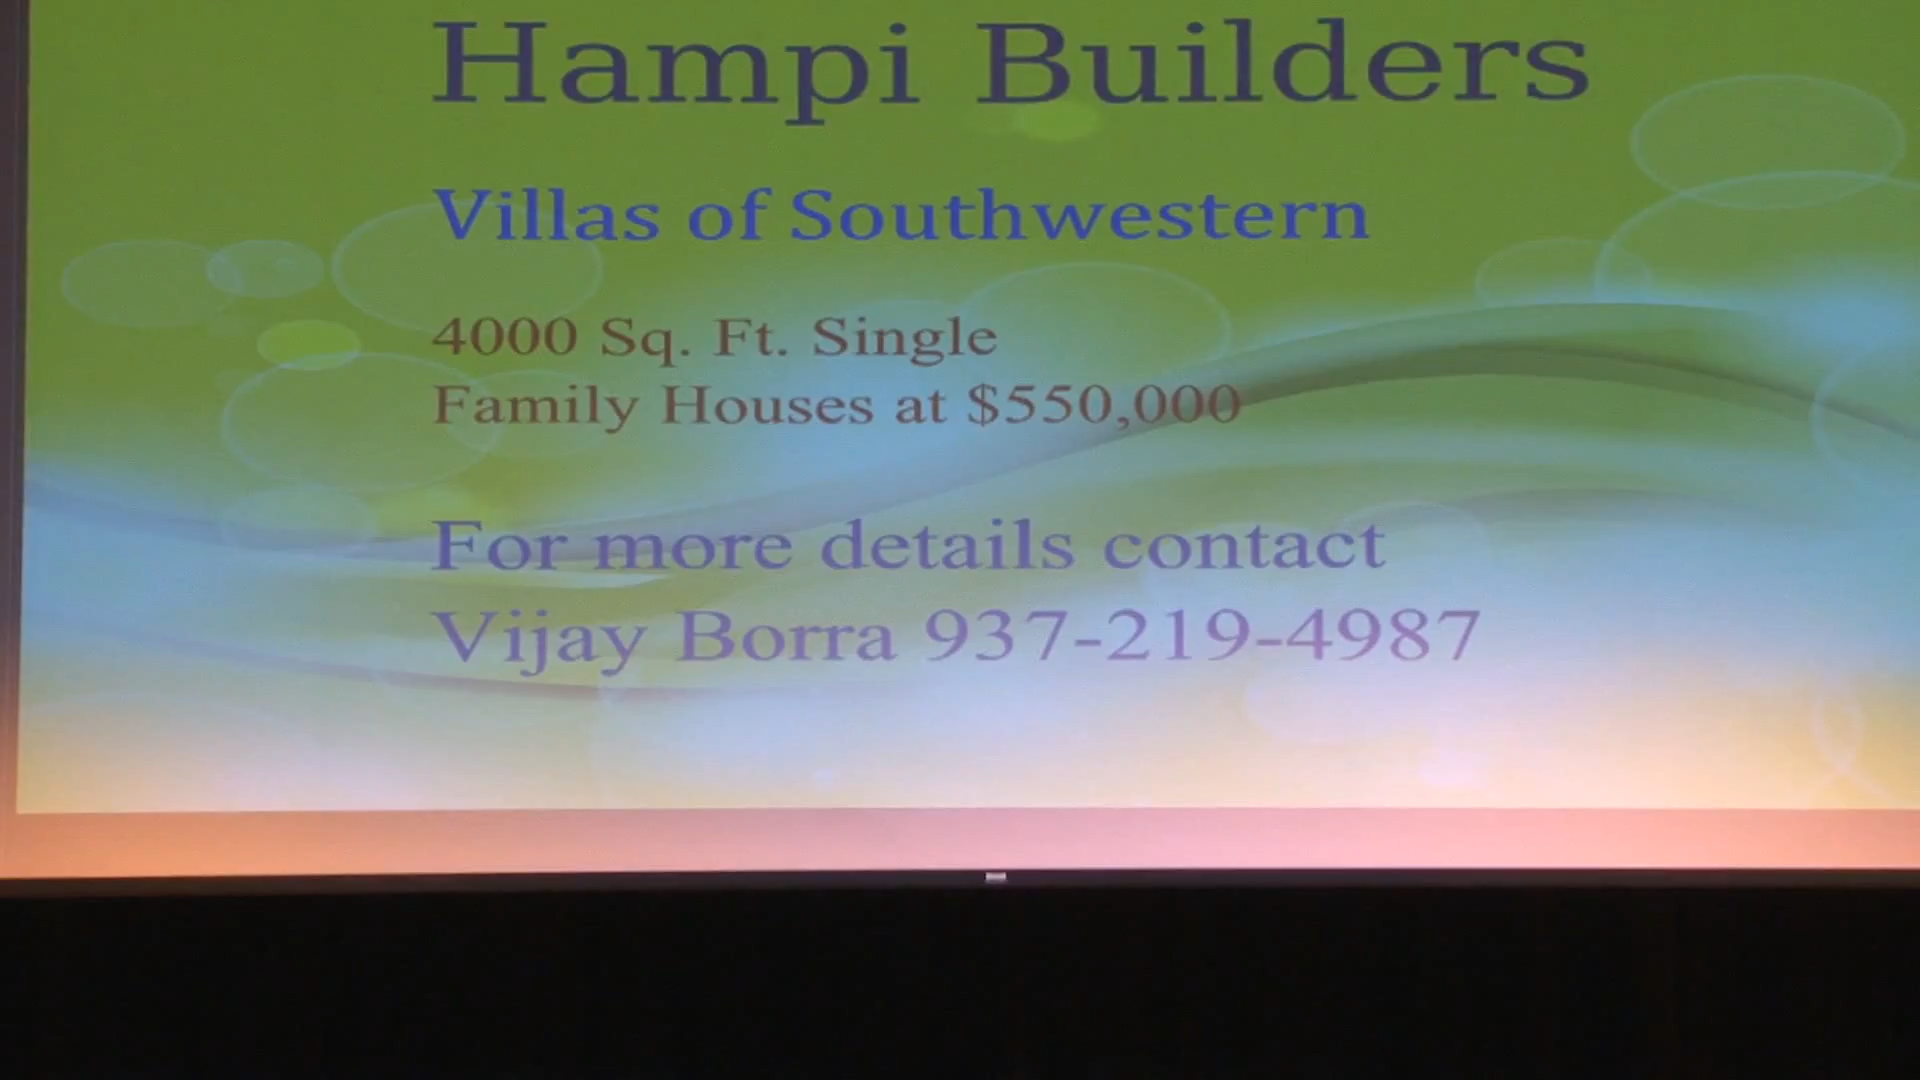 Hampi Builders
Villas of Southwestern
4000 Sq. Ft. Single
Family Houses at $550,000
For more details contact
Vijay Borra 937-219-4987